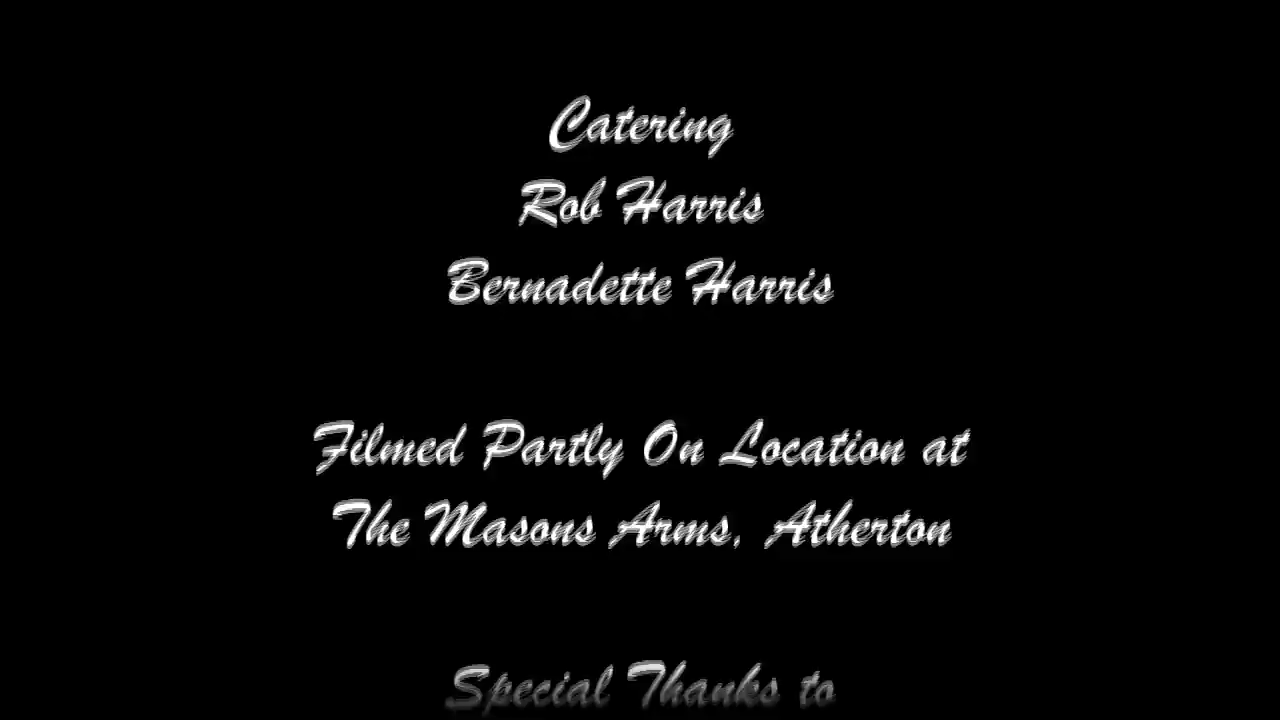 Catering
Rob Harris
Bernadette Harris
Filmed Partly On Location at
The Masons Arms, Atherton
Special Thanks to